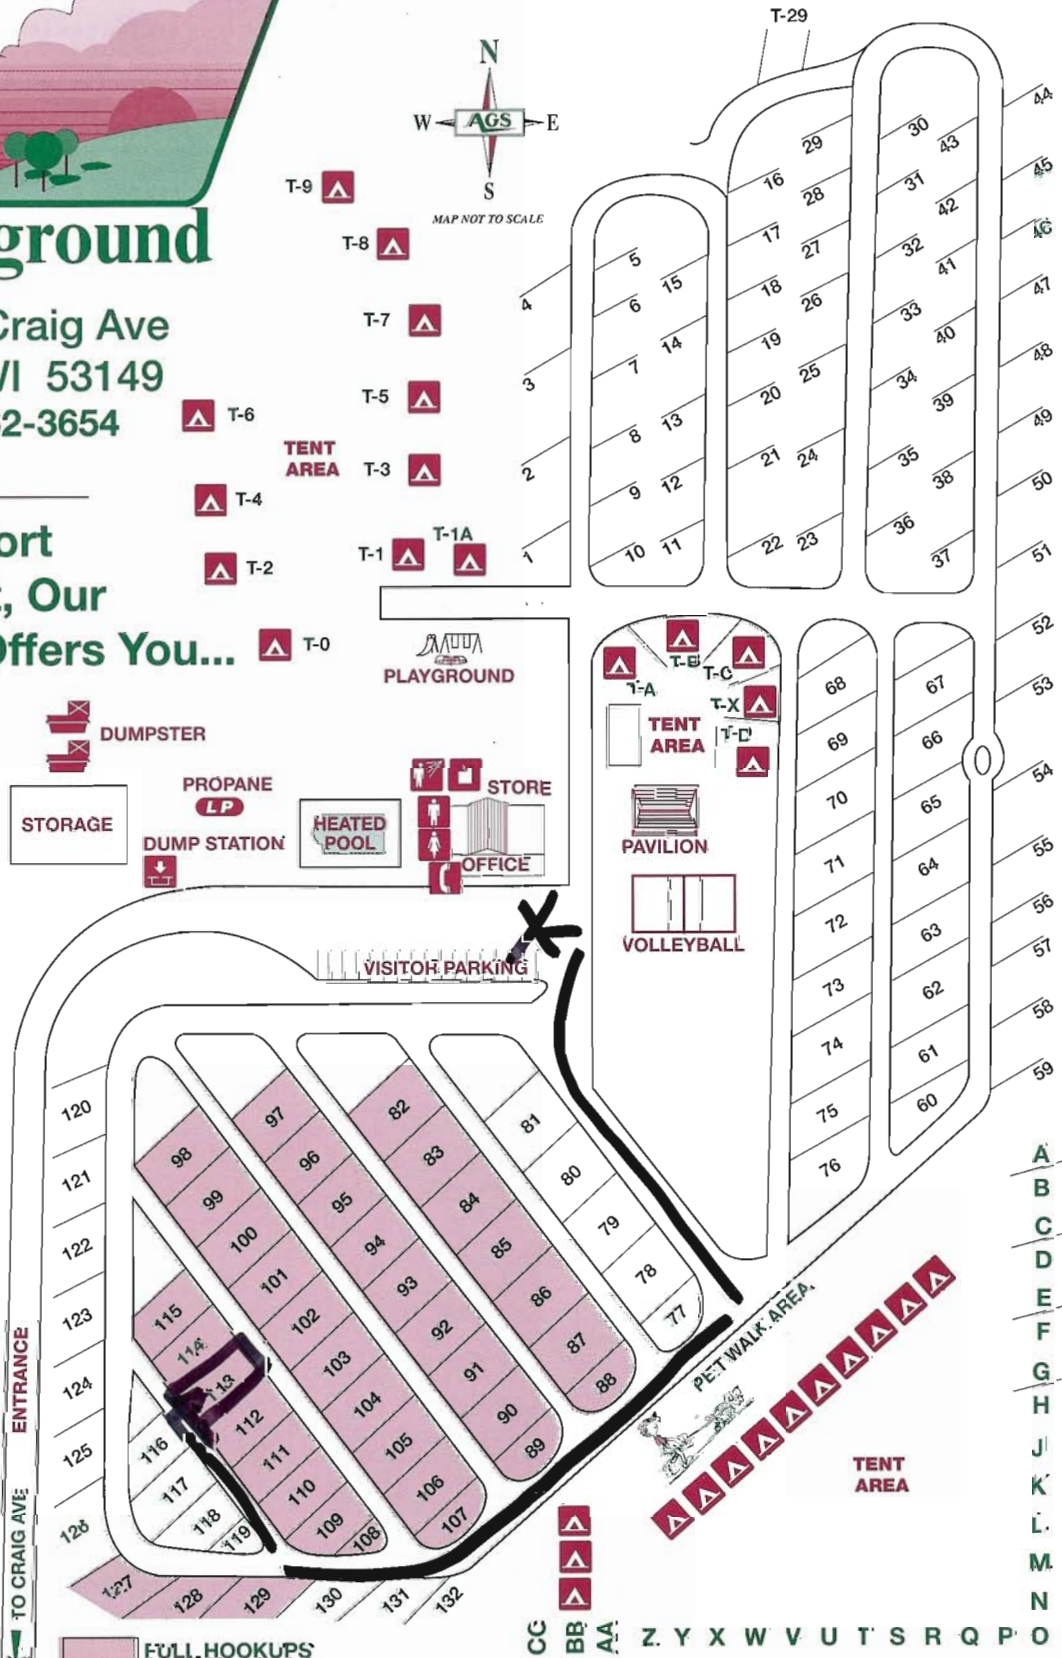 ground
Craig Ave
WI 53149
2-3654
ort
t, Our
Offers You...
N
W AGS E
S
MAP NOT TO SCALE
T-29
T-9
T-8
T-7
T-5
T-6
TENT
AREA
T-3
T-4
T-1
T-1A
T-2
T-0
PLAYGROUND
DUMPSTER
STORAGE
PROPANE
LP
DUMP STATION
HEATED
POOL
STORE
OFFICE
VISITOR PARKING
T-A
T-B
T-C
T-X
T-D
TENT
AREA
PAVILION
VOLLEYBALL
4
3
2
1
5
6
7
8
9
10
15
14
13
12
11
16
17
18
19
20
21
22
29
28
27
26
25
24
23
30
31
32
33
34
35
36
43
42
41
40
39
38
37
44
45
46
47
48
49
50
51
52
53
54
55
56
57
58
59
68
69
70
71
72
73
74
75
76
67
66
65
64
63
62
61
60
120
121
122
123
124
125
126
98
99
100
101
102
103
104
105
106
107
97
96
95
94
93
92
91
90
89
82
83
84
85
86
87
88
81
80
79
78
77
115
114
113
112
111
110
109
108
116
117
118
119
127
128
129
130
131
132
PET WALK AREA
TENT
AREA
A
B
C
D
E
F
G
H
J
K
L
M
N
CC BB AA Z Y X W V U T S R Q P O
ENTRANCE
TO CRAIG AVE
FULL HOOKUPS